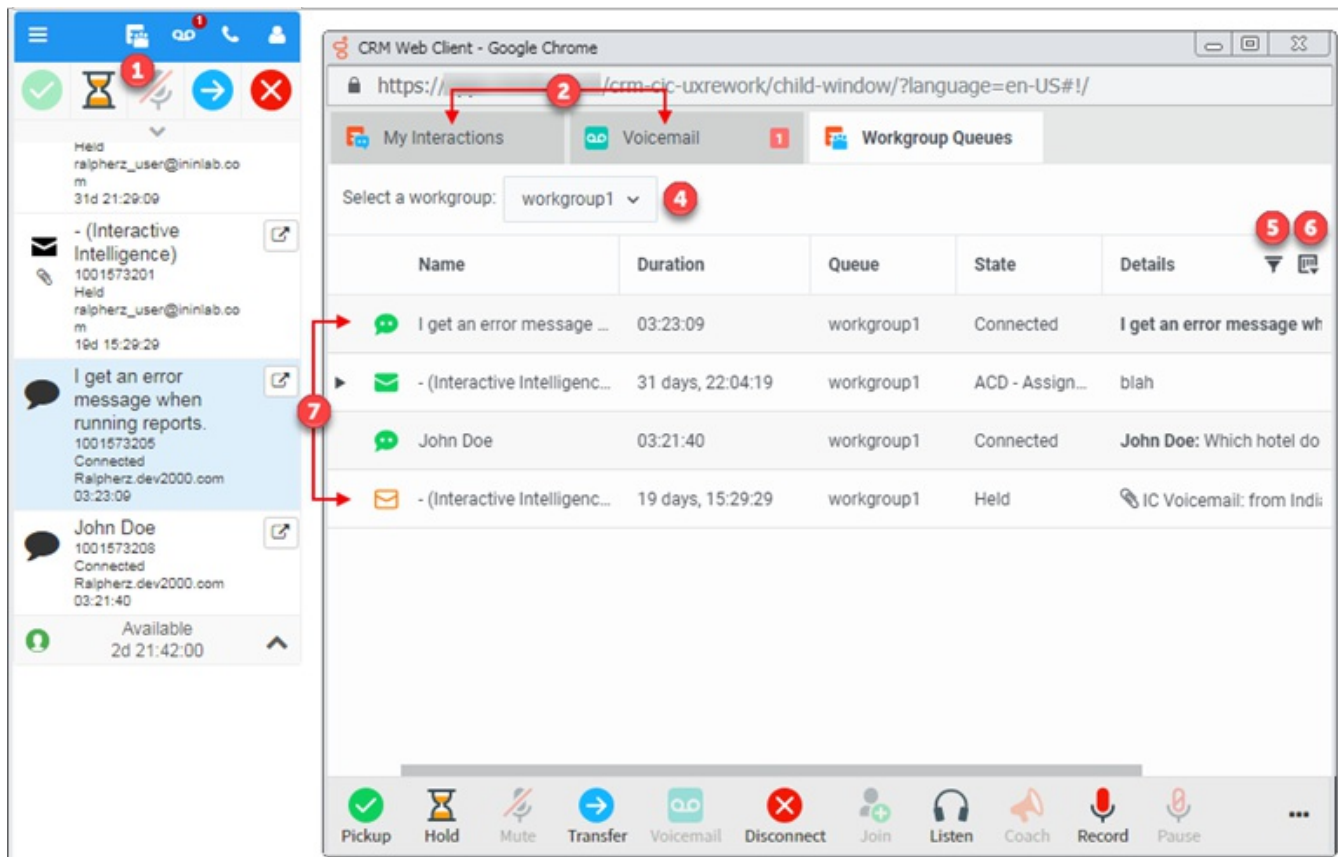 1
1
Held
ralpherz_user@ininlab.co
m
31d 21:29:09
- (Interactive
Intelligence)
1001573201
Held
ralpherz_user@ininlab.co
m
19d 15:29:29
I get an error
message when
running reports.
1001573205
Connected
Ralpherz.dev2000.com
03:23:09
John Doe
1001573208
Connected
Ralpherz.dev2000.com
03:21:40
Available
2d 21:42:00
CRM Web Client - Google Chrome
https:// /crm-cic-uxrework/child-window/?language=en-US#!/
2
My Interactions Voicemail 1 Workgroup Queues
Select a workgroup: workgroup1 4
5 6
Name Duration Queue State Details
I get an error message ... 03:23:09 workgroup1 Connected I get an error message wh
- (Interactive Intelligenc... 31 days, 22:04:19 workgroup1 ACD - Assign... blah
7
John Doe 03:21:40 workgroup1 Connected John Doe: Which hotel do
- (Interactive Intelligenc... 19 days, 15:29:29 workgroup1 Held IC Voicemail: from India
Pickup Hold Mute Transfer Voicemail Disconnect Join Listen Coach Record Pause